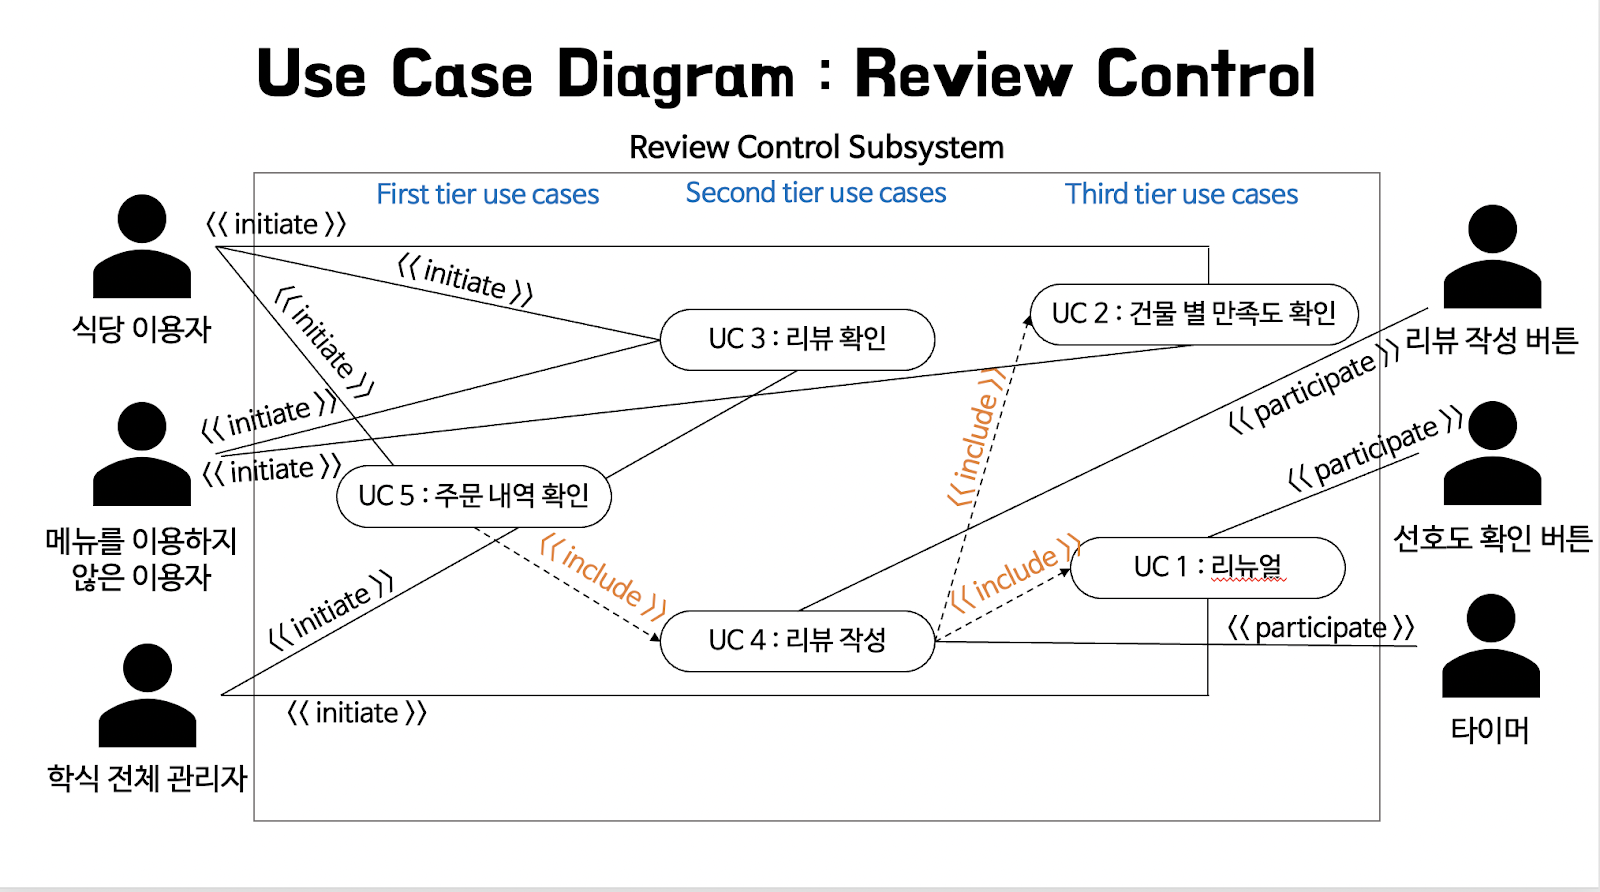 Use Case Diagram : Review Control
Review Control Subsystem
First tier use cases
Second tier use cases
Third tier use cases
⟨⟨ initiate ⟩⟩
⟨⟨ initiate ⟩⟩
⟨⟨ initiate ⟩⟩
식당 이용자
UC 2 : 건물 별 만족도 확인
UC 3 : 리뷰 확인
리뷰 작성 버튼
⟨⟨ participate ⟩⟩
⟨⟨ initiate ⟩⟩
⟨⟨ initiate ⟩⟩
⟨⟨ include ⟩⟩
⟨⟨ participate ⟩⟩
UC 5 : 주문 내역 확인
메뉴를 이용하지
않은 이용자
선호도 확인 버튼
⟨⟨ include ⟩⟩
⟨⟨ include ⟩⟩
UC 1 : 리뉴얼
⟨⟨ initiate ⟩⟩
UC 4 : 리뷰 작성
⟨⟨ participate ⟩⟩
⟨⟨ initiate ⟩⟩
타이머
학식 전체 관리자